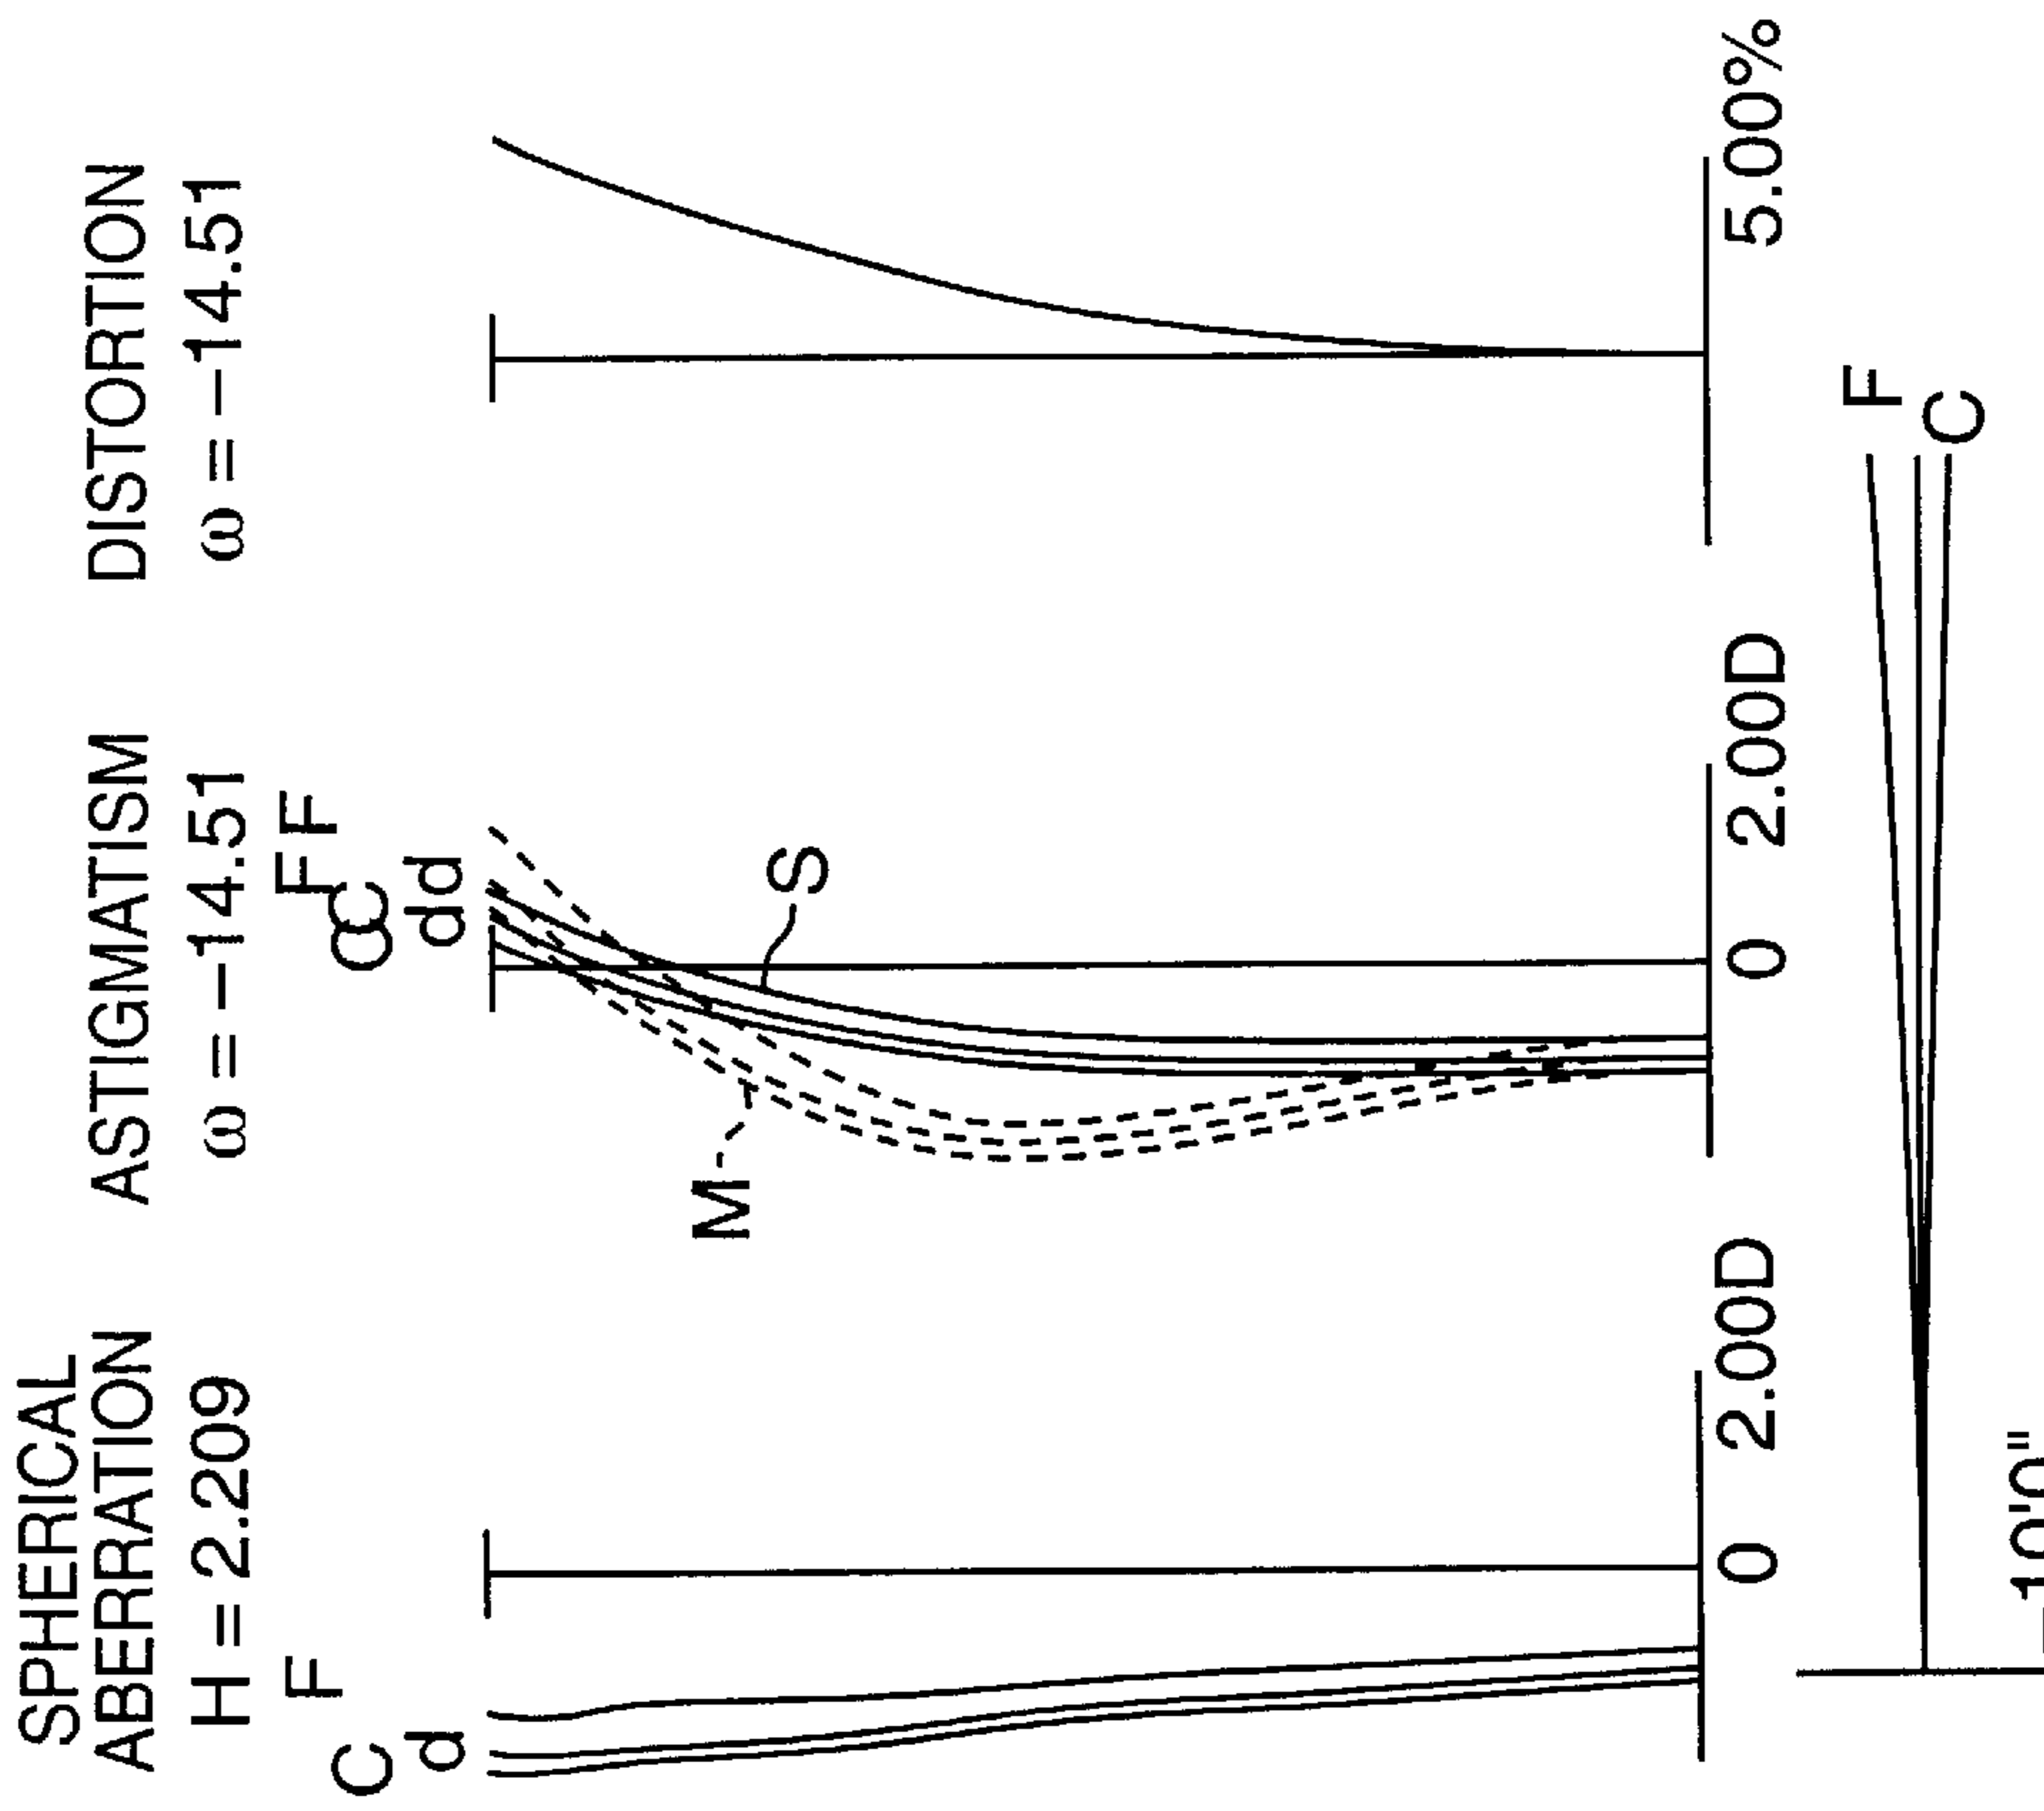 SPHERICAL
ABERRATION
H = 2.209
F
C
d
0
2.00D
ASTIGMATISM
ω = −14.51
F
F
C
C
d
d
M
S
0
2.00D
DISTORTION
ω = −14.51
5.00%
F
C